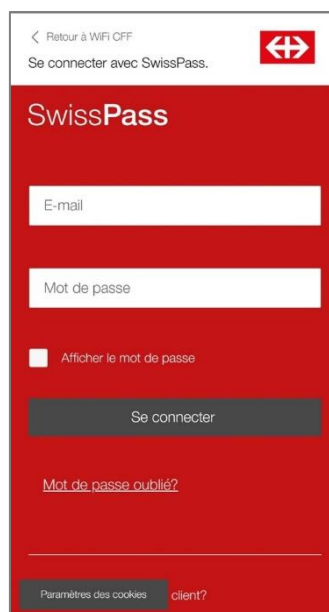 Retour à WiFi CFF
Se connecter avec SwissPass.
SwissPass
E-mail
Mot de passe
Afficher le mot de passe
Se connecter
Mot de passe oublié?
Paramètres des cookies client?